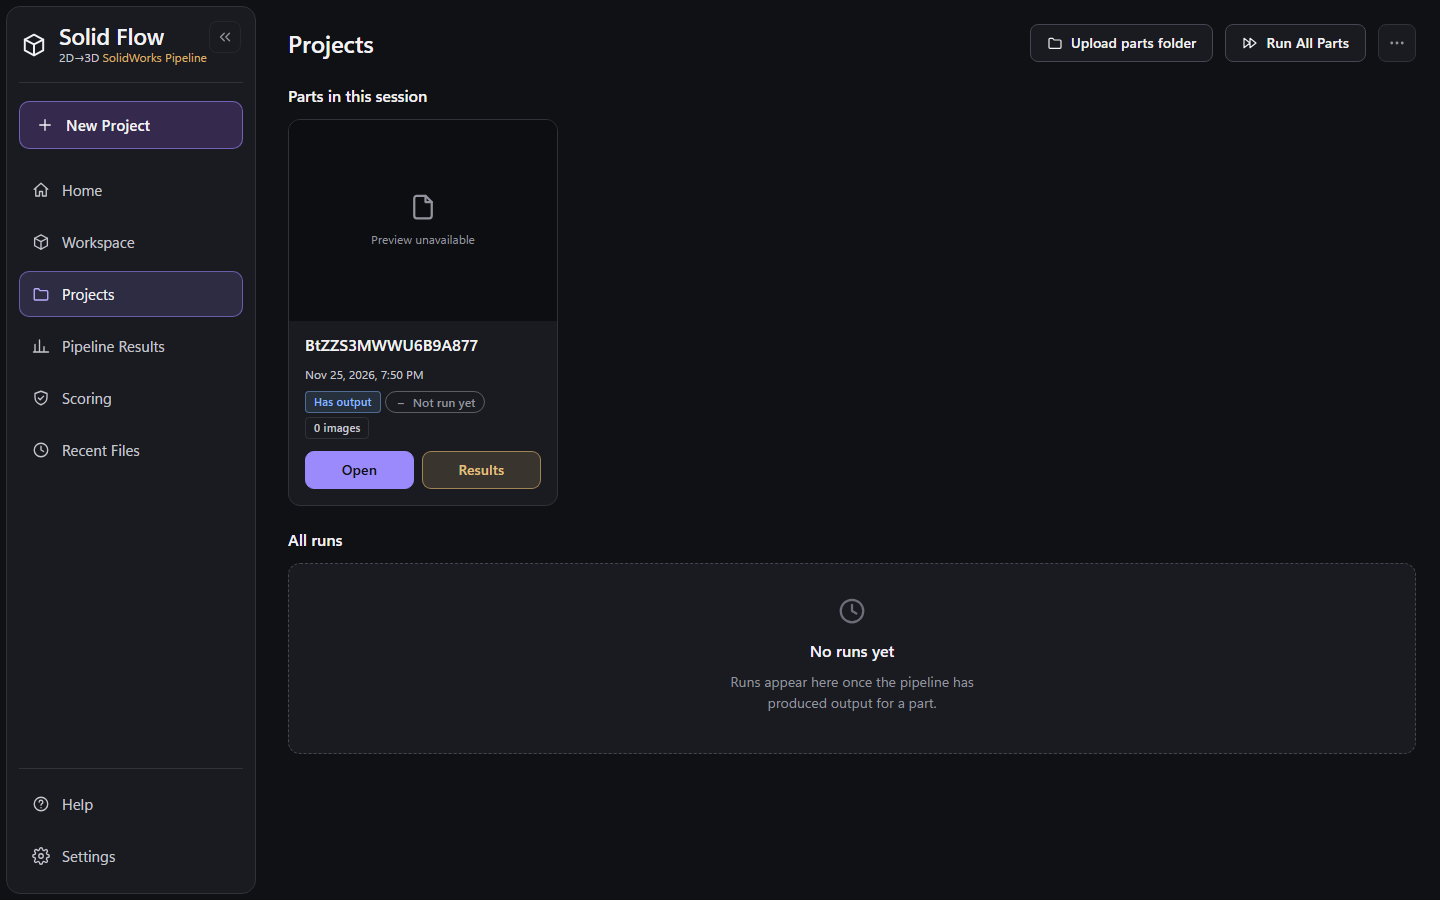 Solid Flow
2D→3D SolidWorks Pipeline
New Project
Home
Workspace
Projects
Pipeline Results
Scoring
Recent Files
Help
Settings
Projects
Upload parts folder
Run All Parts
Parts in this session
Preview unavailable
BtZZS3MWWU6B9A877
Nov 25, 2026, 7:50 PM
Has output
– Not run yet
0 images
Open
Results
All runs
No runs yet
Runs appear here once the pipeline has
produced output for a part.